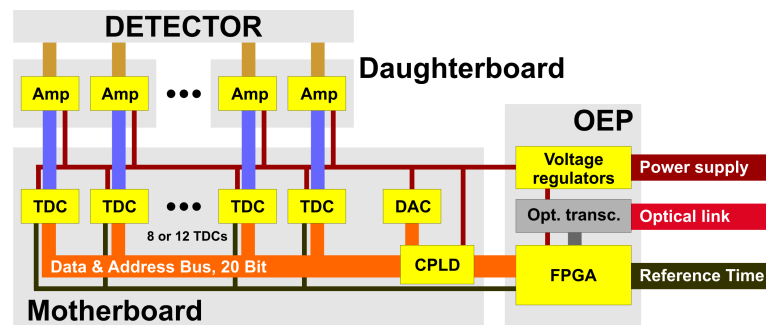 DETECTOR
Daughterboard
Amp
Amp
•••
Amp
Amp
OEP
Voltage
regulators
Power supply
TDC
TDC
•••
TDC
TDC
DAC
Opt. transc.
Optical link
8 or 12 TDCs
Data & Address Bus, 20 Bit
CPLD
FPGA
Reference Time
Motherboard